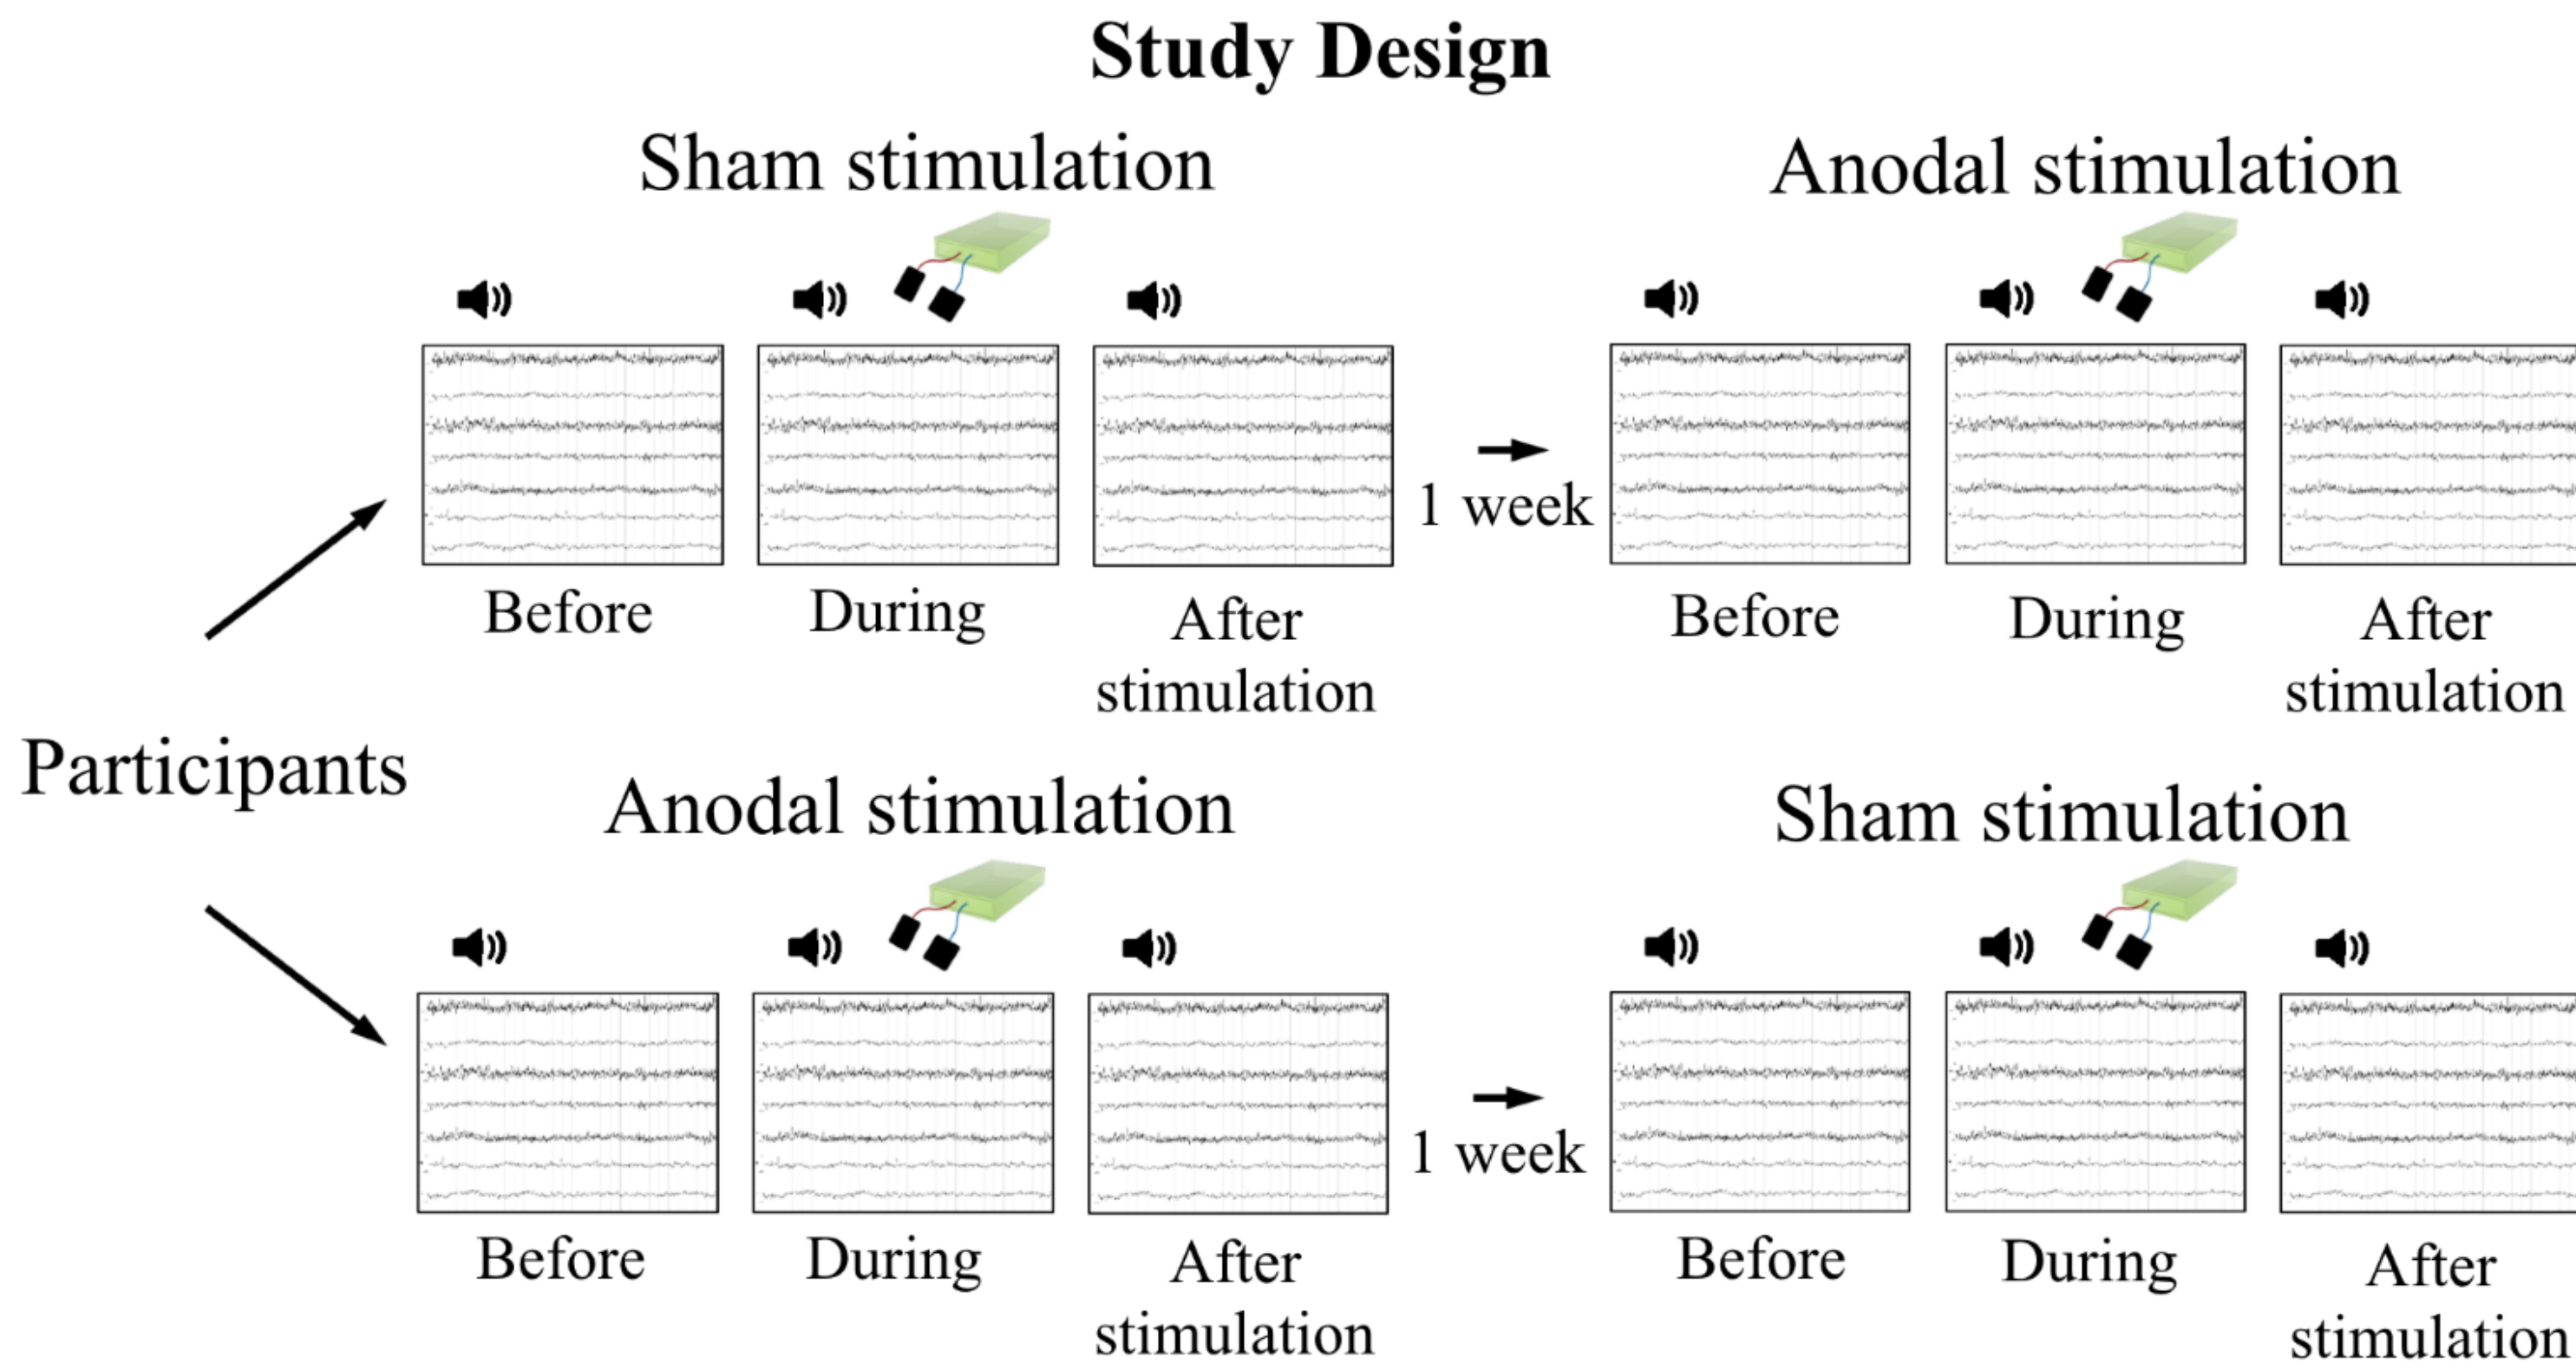 Study Design
Sham stimulation
Anodal stimulation
Before
During
After
stimulation
1 week
Before
During
After
stimulation
Participants
Anodal stimulation
Sham stimulation
Before
During
After
stimulation
1 week
Before
During
After
stimulation